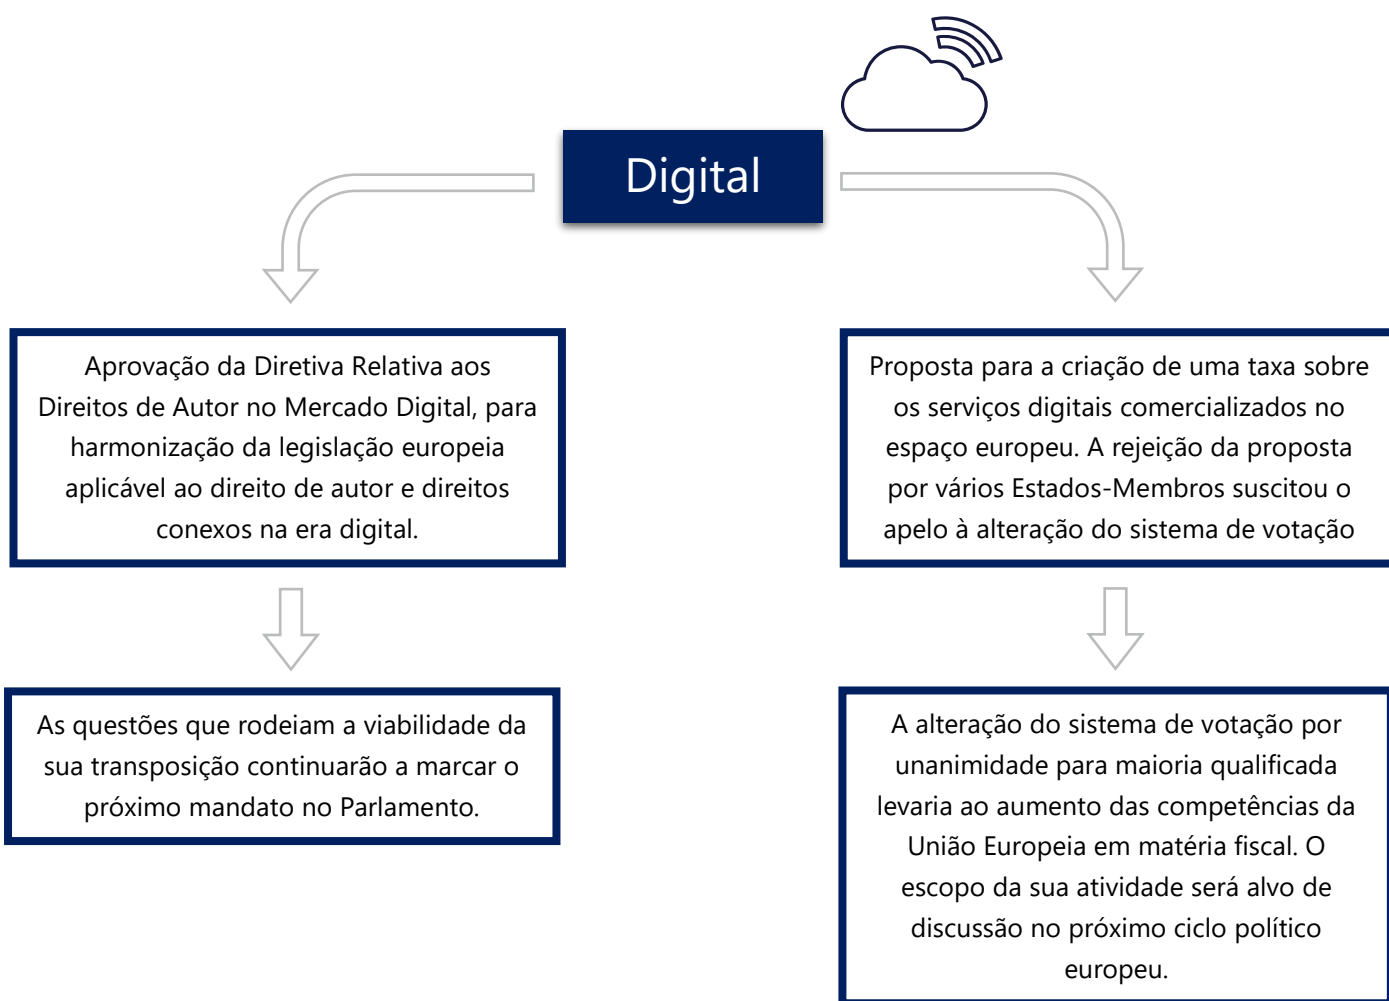 Digital
Aprovação da Diretiva Relativa aos
Direitos de Autor no Mercado Digital, para
harmonização da legislação europeia
aplicável ao direito de autor e direitos
conexos na era digital.
As questões que rodeiam a viabilidade da
sua transposição continuarão a marcar o
próximo mandato no Parlamento.
Proposta para a criação de uma taxa sobre
os serviços digitais comercializados no
espaço europeu. A rejeição da proposta
por vários Estados-Membros suscitou o
apelo à alteração do sistema de votação
A alteração do sistema de votação por
unanimidade para maioria qualificada
levaria ao aumento das competências da
União Europeia em matéria fiscal. O
escopo da sua atividade será alvo de
discussão no próximo ciclo político
europeu.